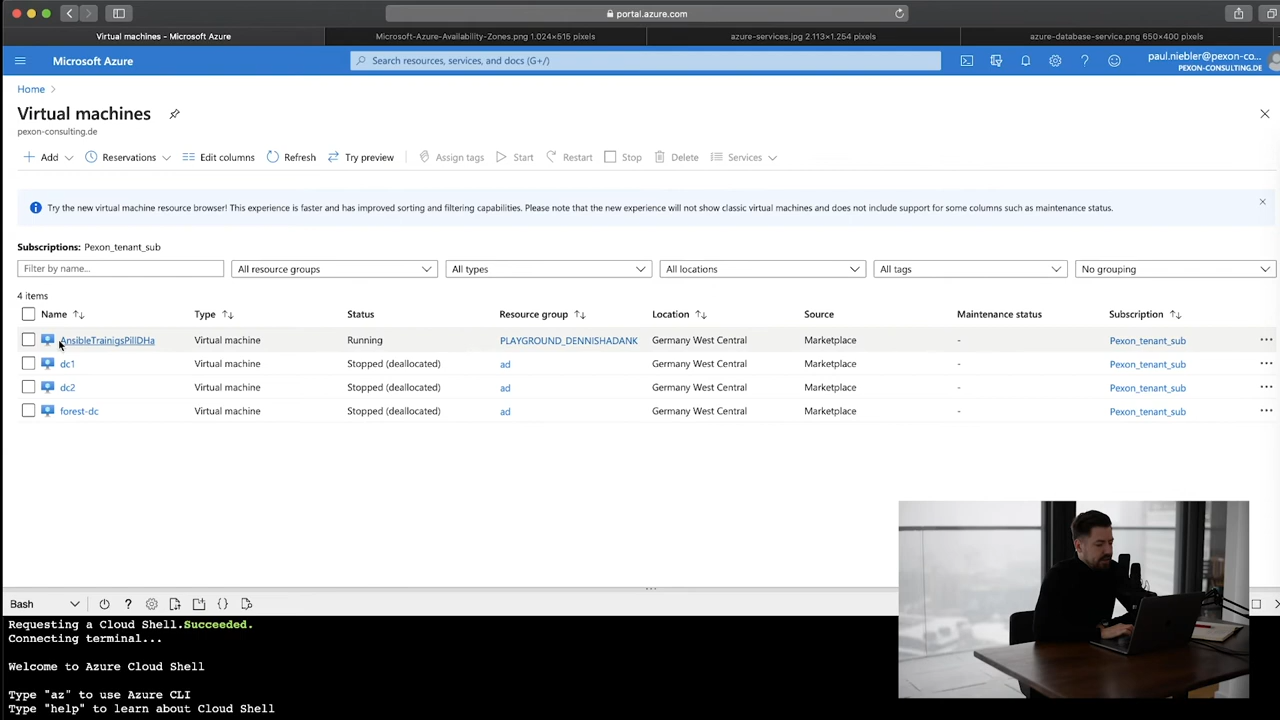 portal.azure.com
Virtual machines - Microsoft Azure
Microsoft-Azure-Availability-Zones.png 1.024×515 pixels
azure-services.jpg 2.113×1.254 pixels
azure-database-service.png 650×400 pixels
Microsoft Azure
Search resources, services, and docs (G+/)
paul.niebler@pexon-co...
PEXON-CONSULTING.DE
Home >
Virtual machines
pexon-consulting.de
Add
Reservations
Edit columns
Refresh
Try preview
Assign tags
Start
Restart
Stop
Delete
Services
Try the new virtual machine resource browser! This experience is faster and has improved sorting and filtering capabilities. Please note that the new experience will not show classic virtual machines and does not include support for some columns such as maintenance status.
Subscriptions: Pexon_tenant_sub
Filter by name...
All resource groups
All types
All locations
All tags
No grouping
4 items
Name Type Status Resource group Location Source Maintenance status Subscription
AnsibleTrainigsPillDHa Virtual machine Running PLAYGROUND_DENNISHADANK Germany West Central Marketplace - Pexon_tenant_sub
dc1 Virtual machine Stopped (deallocated) ad Germany West Central Marketplace - Pexon_tenant_sub
dc2 Virtual machine Stopped (deallocated) ad Germany West Central Marketplace - Pexon_tenant_sub
forest-dc Virtual machine Stopped (deallocated) ad Germany West Central Marketplace - Pexon_tenant_sub
Bash
Requesting a Cloud Shell.Succeeded.
Connecting terminal...
Welcome to Azure Cloud Shell
Type "az" to use Azure CLI
Type "help" to learn about Cloud Shell